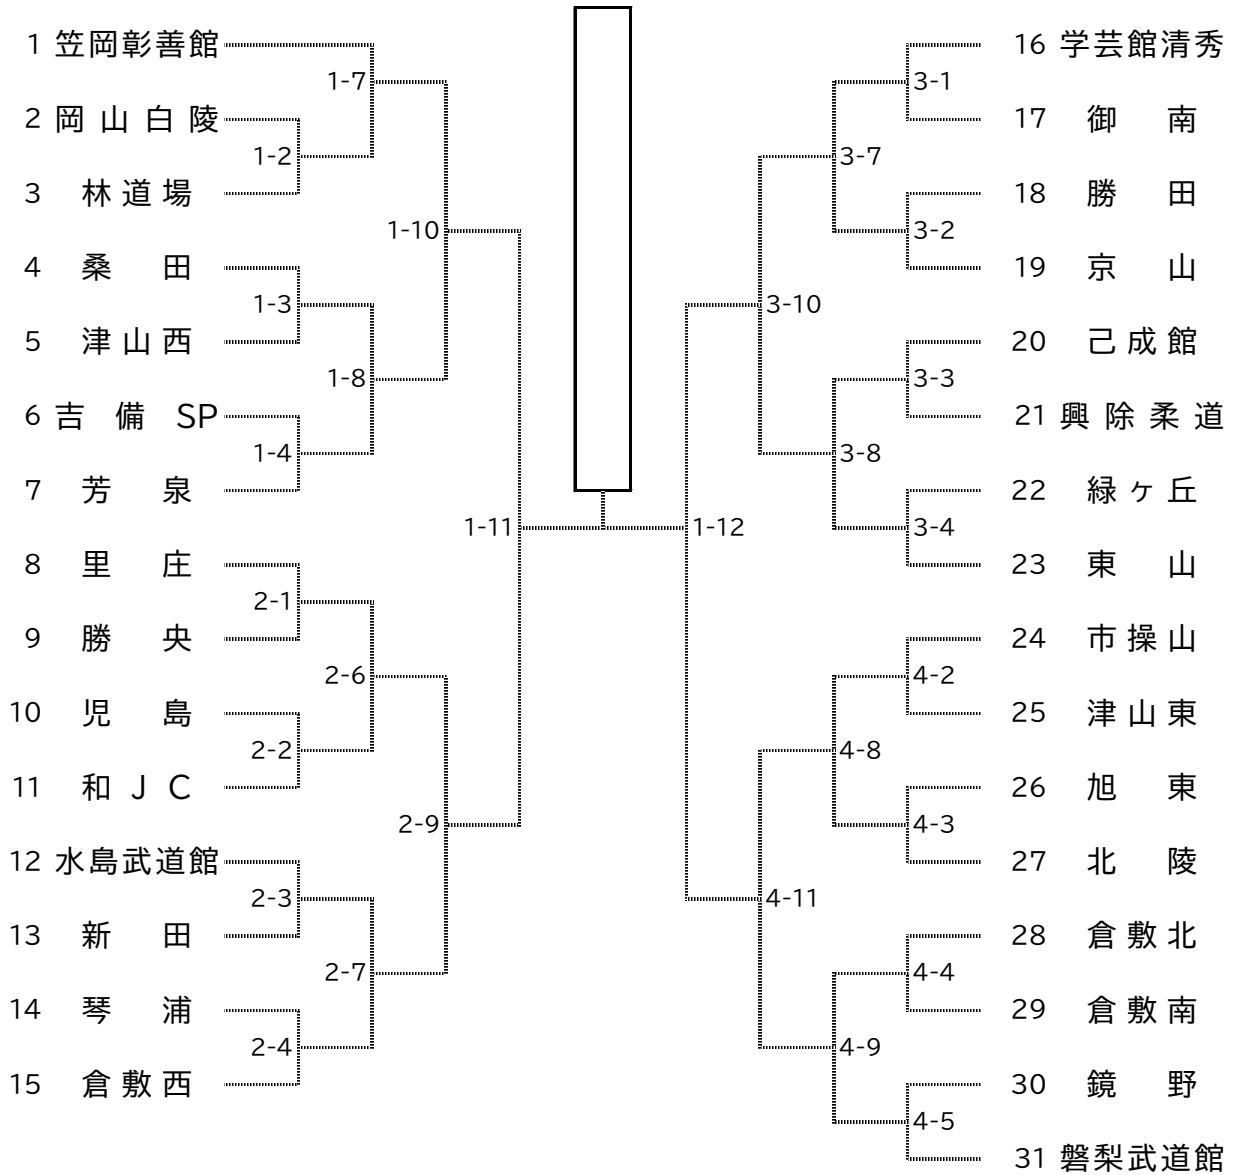 1 笠岡彰善館
1-7
2 岡山白陵
1-2
3 林道場
1-10
4 桑田
1-3
5 津山西
1-8
6 吉備 SP
1-4
7 芳泉
1-11
8 里庄
2-1
9 勝央
2-6
10 児島
2-2
11 和JC
2-9
12 水島武道館
2-3
13 新田
2-7
14 琴浦
2-4
15 倉敷西
16 学芸館清秀
3-1
17 御南
3-7
18 勝田
3-2
19 京山
3-10
20 己成館
3-3
21 興除柔道
3-8
22 緑ヶ丘
3-4
1-12
23 東山
24 市操山
4-2
25 津山東
4-8
26 旭東
4-3
27 北陵
4-11
28 倉敷北
4-4
29 倉敷南
4-9
30 鏡野
4-5
31 磐梨武道館